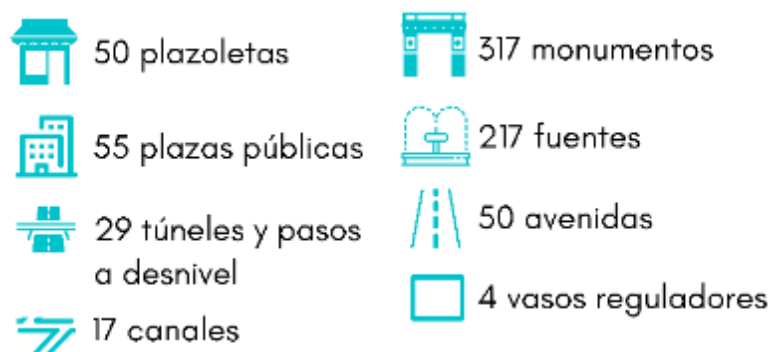 50 plazoletas
55 plazas públicas
29 túneles y pasos
a desnivel
17 canales
317 monumentos
217 fuentes
50 avenidas
4 vasos reguladores